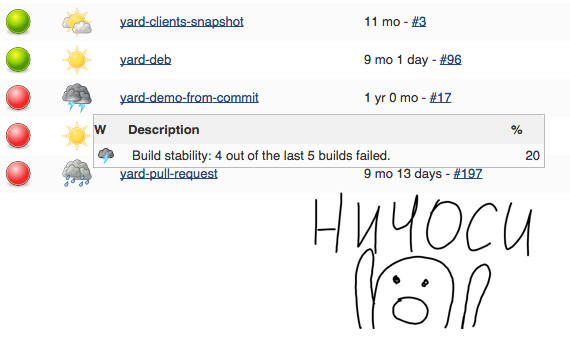 yard-clients-snapshot 11 mo - #3
yard-deb 9 mo 1 day - #96
yard-demo-from-commit 1 yr 0 mo - #17
W Description %
Build stability: 4 out of the last 5 builds failed. 20
yard-pull-request 9 mo 13 days - #197
НИЧОСИ